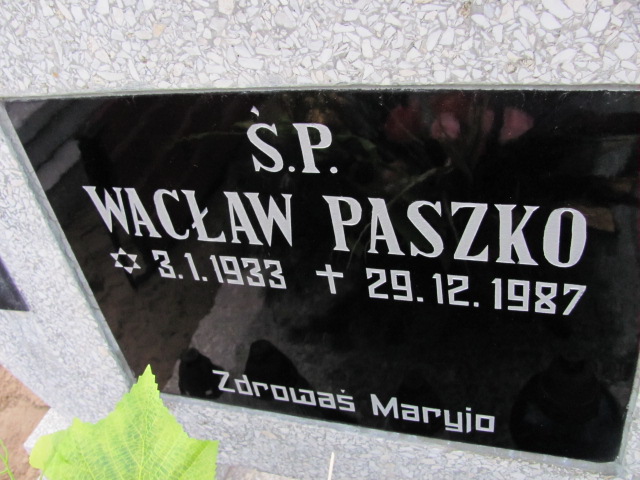 Ś.P.
WACŁAW PASZKO
✡ 3.1.1933 ✝ 29.12.1987
Zdrowaś Maryjo